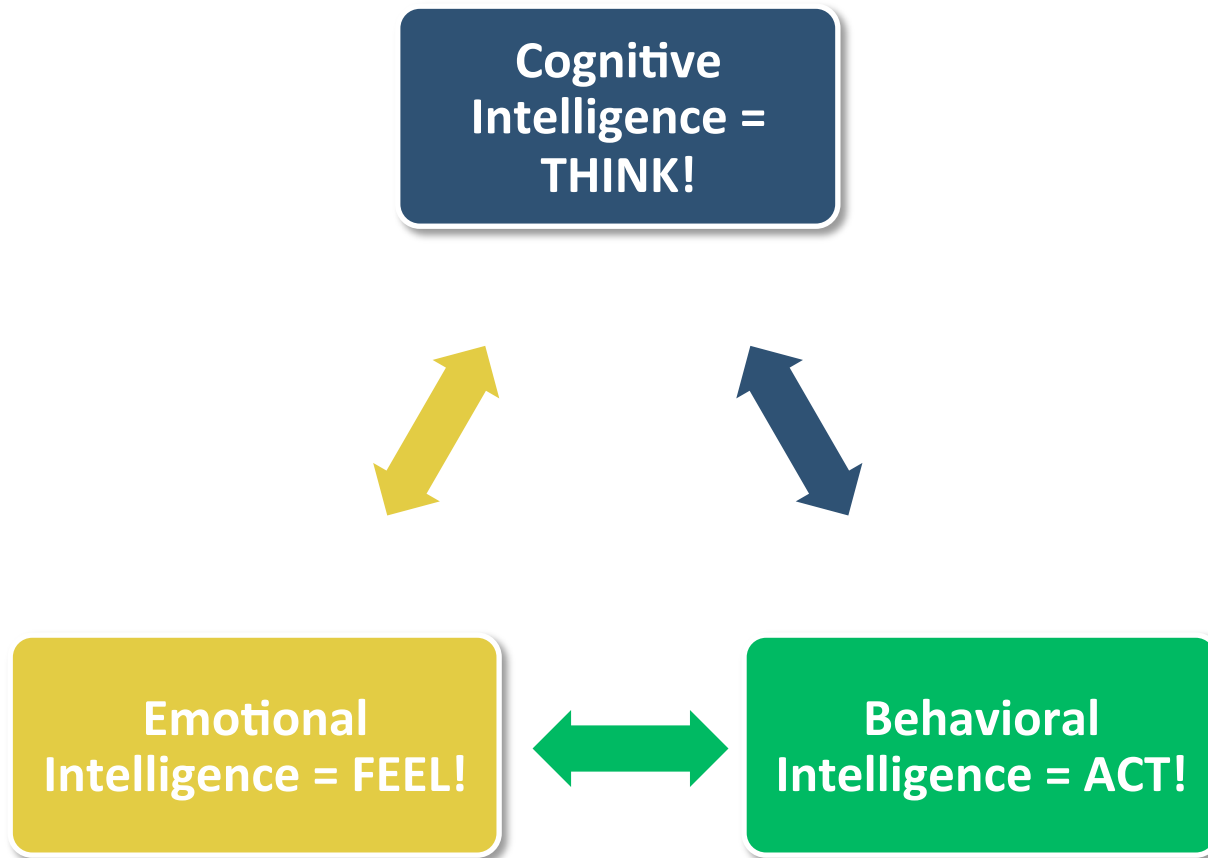 Cognitive
Intelligence =
THINK!
Emotional
Intelligence = FEEL!
Behavioral
Intelligence = ACT!